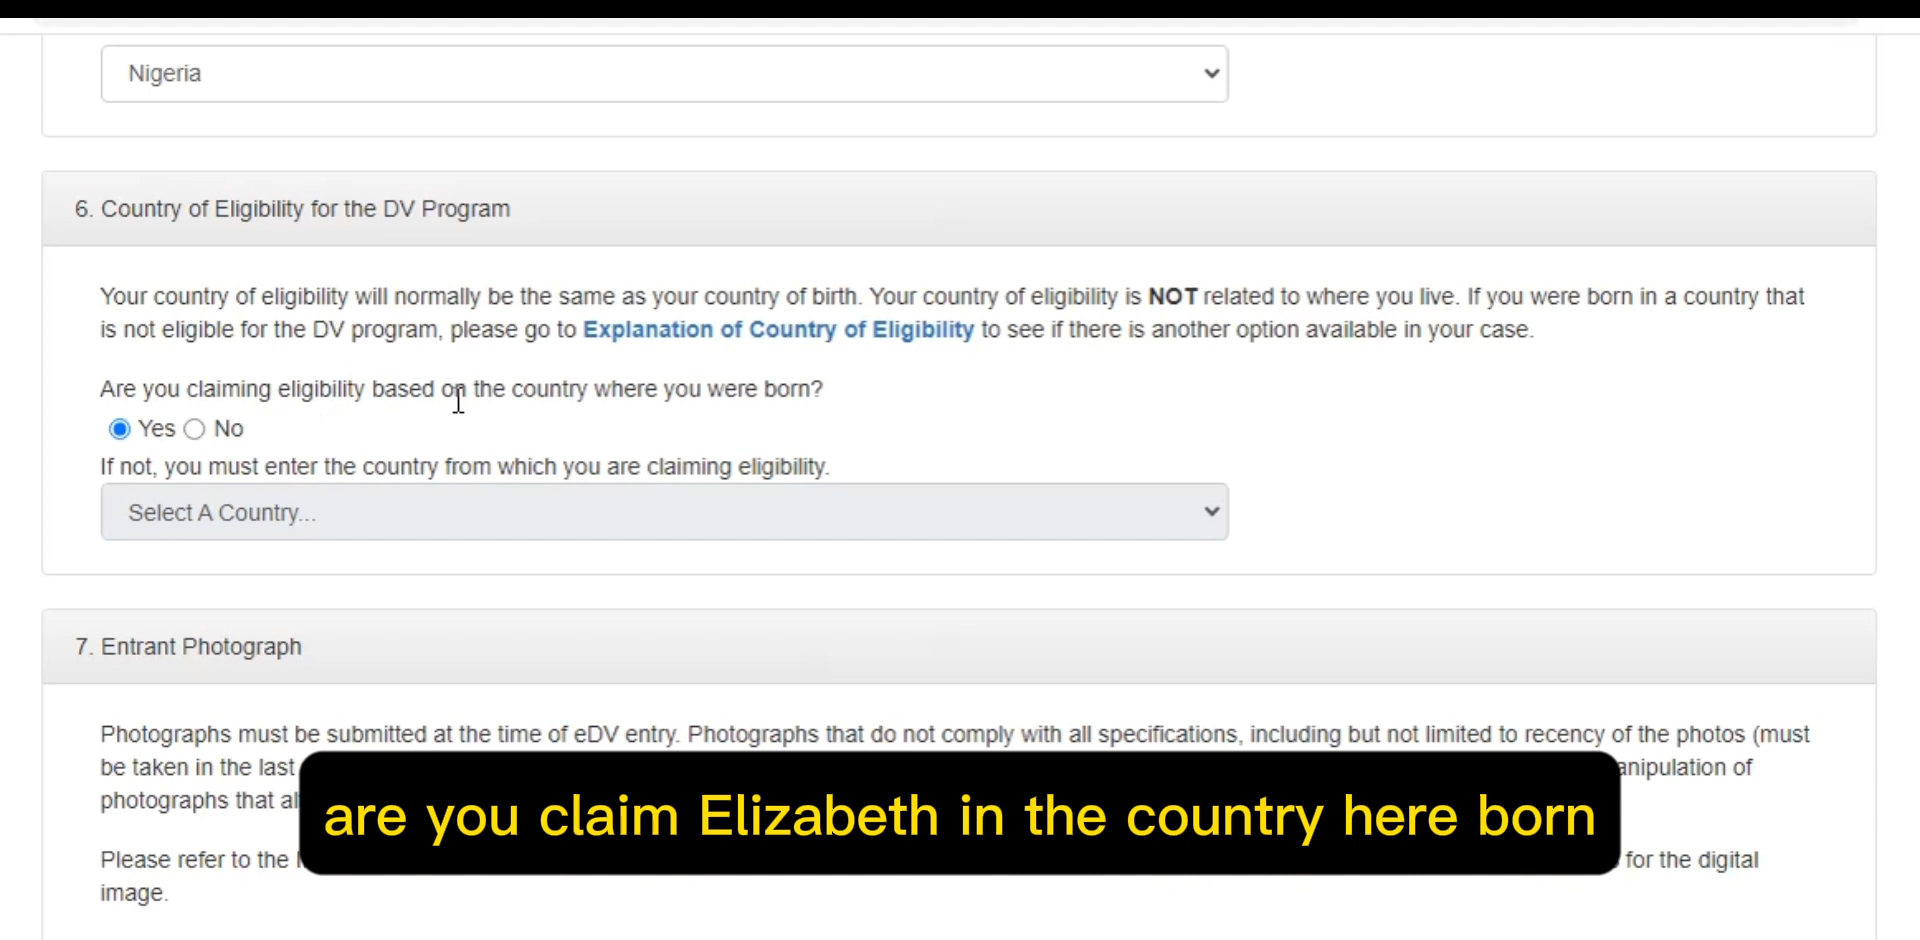 Nigeria
6. Country of Eligibility for the DV Program
Your country of eligibility will normally be the same as your country of birth. Your country of eligibility is NOT related to where you live. If you were born in a country that
is not eligible for the DV program, please go to Explanation of Country of Eligibility to see if there is another option available in your case.
Are you claiming eligibility based on the country where you were born?
Yes No
If not, you must enter the country from which you are claiming eligibility.
Select A Country...
7. Entrant Photograph
Photographs must be submitted at the time of eDV entry. Photographs that do not comply with all specifications, including but not limited to recency of the photos (must
be taken in the last
photographs that
are you claim Elizabeth in the country here born
Please refer to the
for the digital
image.